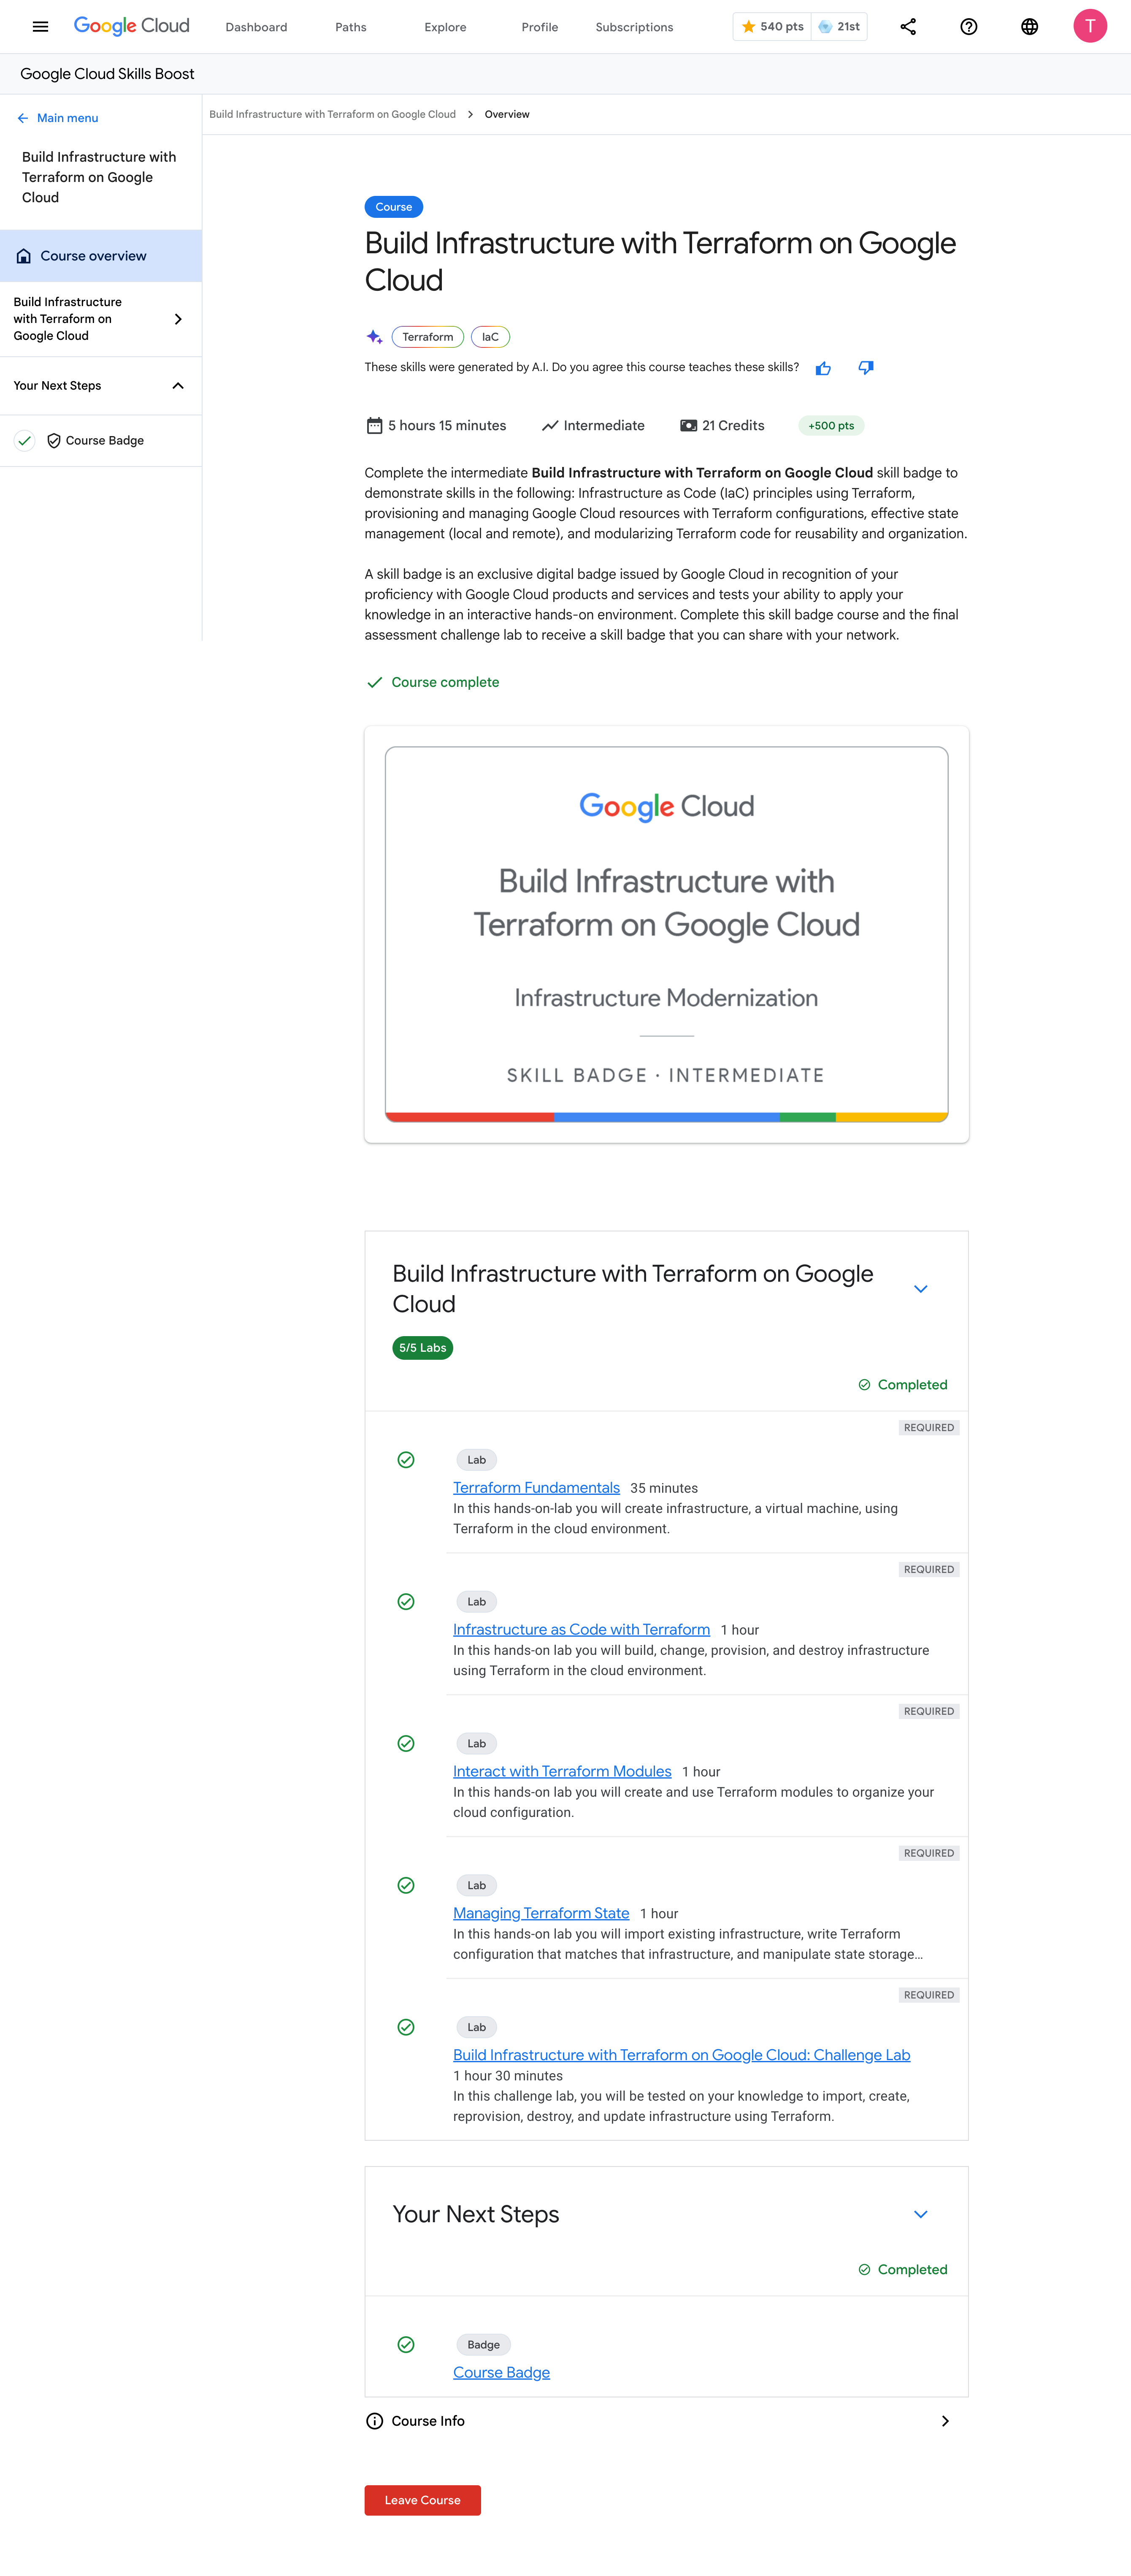 Google Cloud Dashboard Paths Explore Profile Subscriptions 540 pts 21st T
Google Cloud Skills Boost
Main menu
Build Infrastructure with
Terraform on Google
Cloud
Course overview
Build Infrastructure
with Terraform on
Google Cloud
Your Next Steps
Course Badge
Build Infrastructure with Terraform on Google Cloud Overview
Course
Build Infrastructure with Terraform on Google
Cloud
Terraform IaC
These skills were generated by A.I. Do you agree this course teaches these skills?
5 hours 15 minutes Intermediate 21 Credits +500 pts
Complete the intermediate Build Infrastructure with Terraform on Google Cloud skill badge to
demonstrate skills in the following: Infrastructure as Code (IaC) principles using Terraform,
provisioning and managing Google Cloud resources with Terraform configurations, effective state
management (local and remote), and modularizing Terraform code for reusability and organization.
A skill badge is an exclusive digital badge issued by Google Cloud in recognition of your
proficiency with Google Cloud products and services and tests your ability to apply your
knowledge in an interactive hands-on environment. Complete this skill badge course and the final
assessment challenge lab to receive a skill badge that you can share with your network.
Course complete
Google Cloud
Build Infrastructure with
Terraform on Google Cloud
Infrastructure Modernization
SKILL BADGE · INTERMEDIATE
Build Infrastructure with Terraform on Google
Cloud
5/5 Labs
Completed
REQUIRED
Lab
Terraform Fundamentals 35 minutes
In this hands-on-lab you will create infrastructure, a virtual machine, using
Terraform in the cloud environment.
REQUIRED
Lab
Infrastructure as Code with Terraform 1 hour
In this hands-on lab you will build, change, provision, and destroy infrastructure
using Terraform in the cloud environment.
REQUIRED
Lab
Interact with Terraform Modules 1 hour
In this hands-on lab you will create and use Terraform modules to organize your
cloud configuration.
REQUIRED
Lab
Managing Terraform State 1 hour
In this hands-on lab you will import existing infrastructure, write Terraform
configuration that matches that infrastructure, and manipulate state storage…
REQUIRED
Lab
Build Infrastructure with Terraform on Google Cloud: Challenge Lab
1 hour 30 minutes
In this challenge lab, you will be tested on your knowledge to import, create,
reprovision, destroy, and update infrastructure using Terraform.
Your Next Steps
Completed
Badge
Course Badge
Course Info
Leave Course